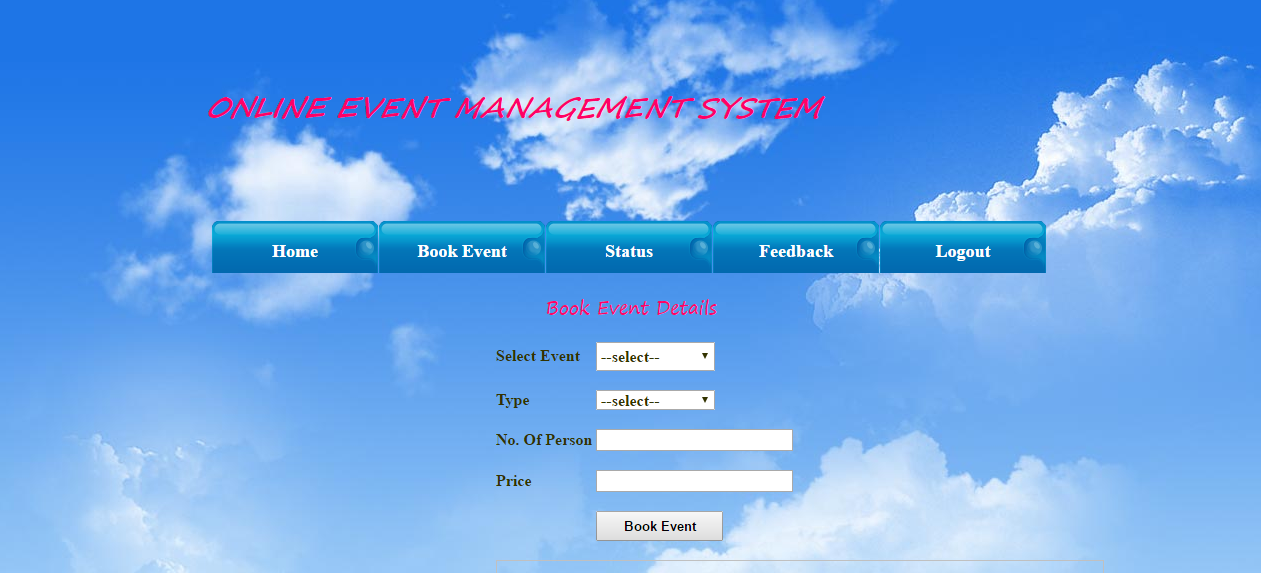 ONLINE EVENT MANAGEMENT SYSTEM
Home Book Event Status Feedback Logout
Book Event Details
Select Event --select--
Type --select--
No. Of Person
Price
Book Event